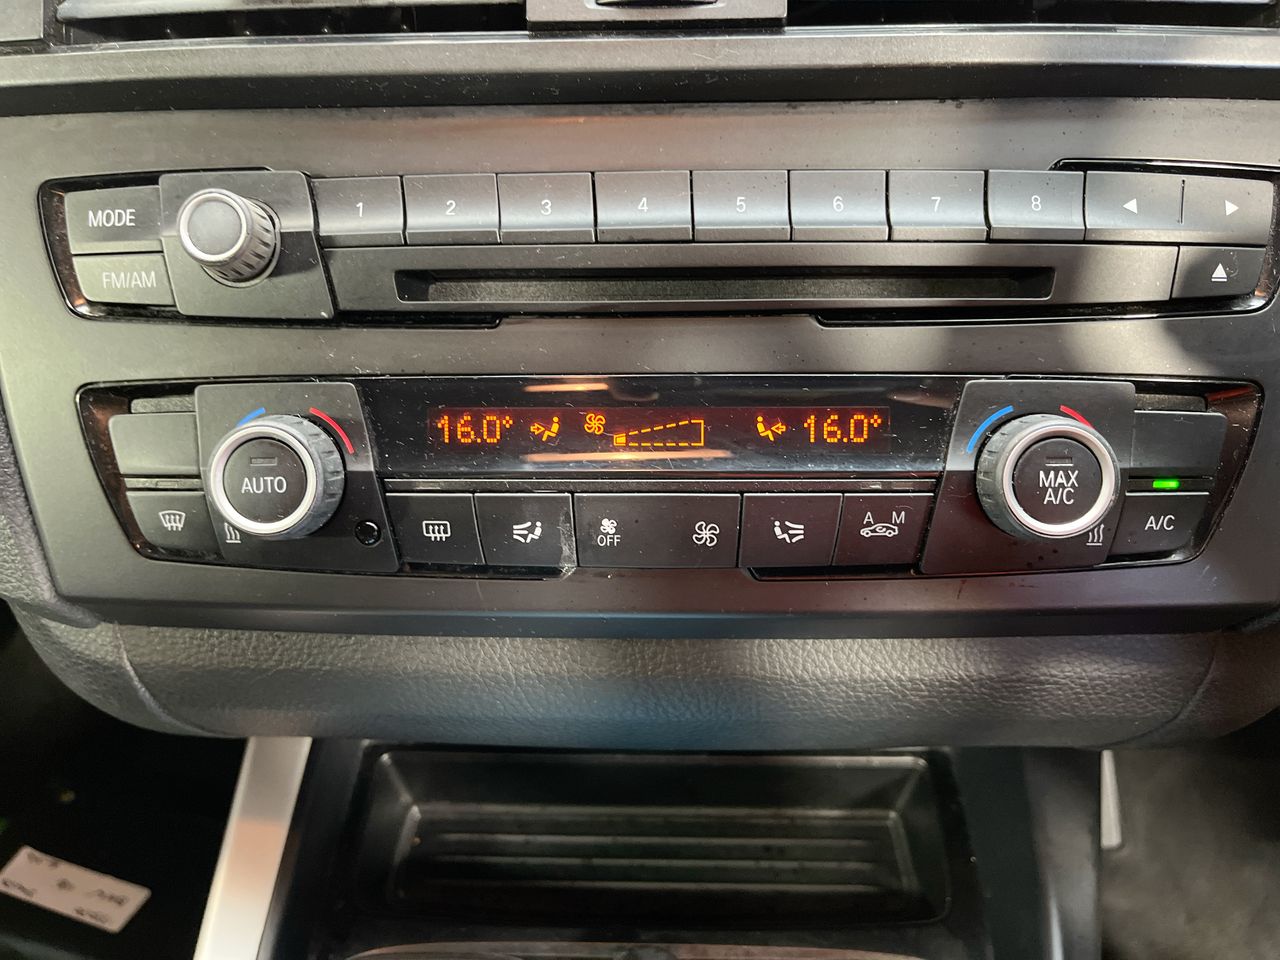 MODE
1 2 3 4 5 6 7 8
FM/AM
16.0° 16.0°
AUTO
MAX
A/C
OFF
A M
A/C